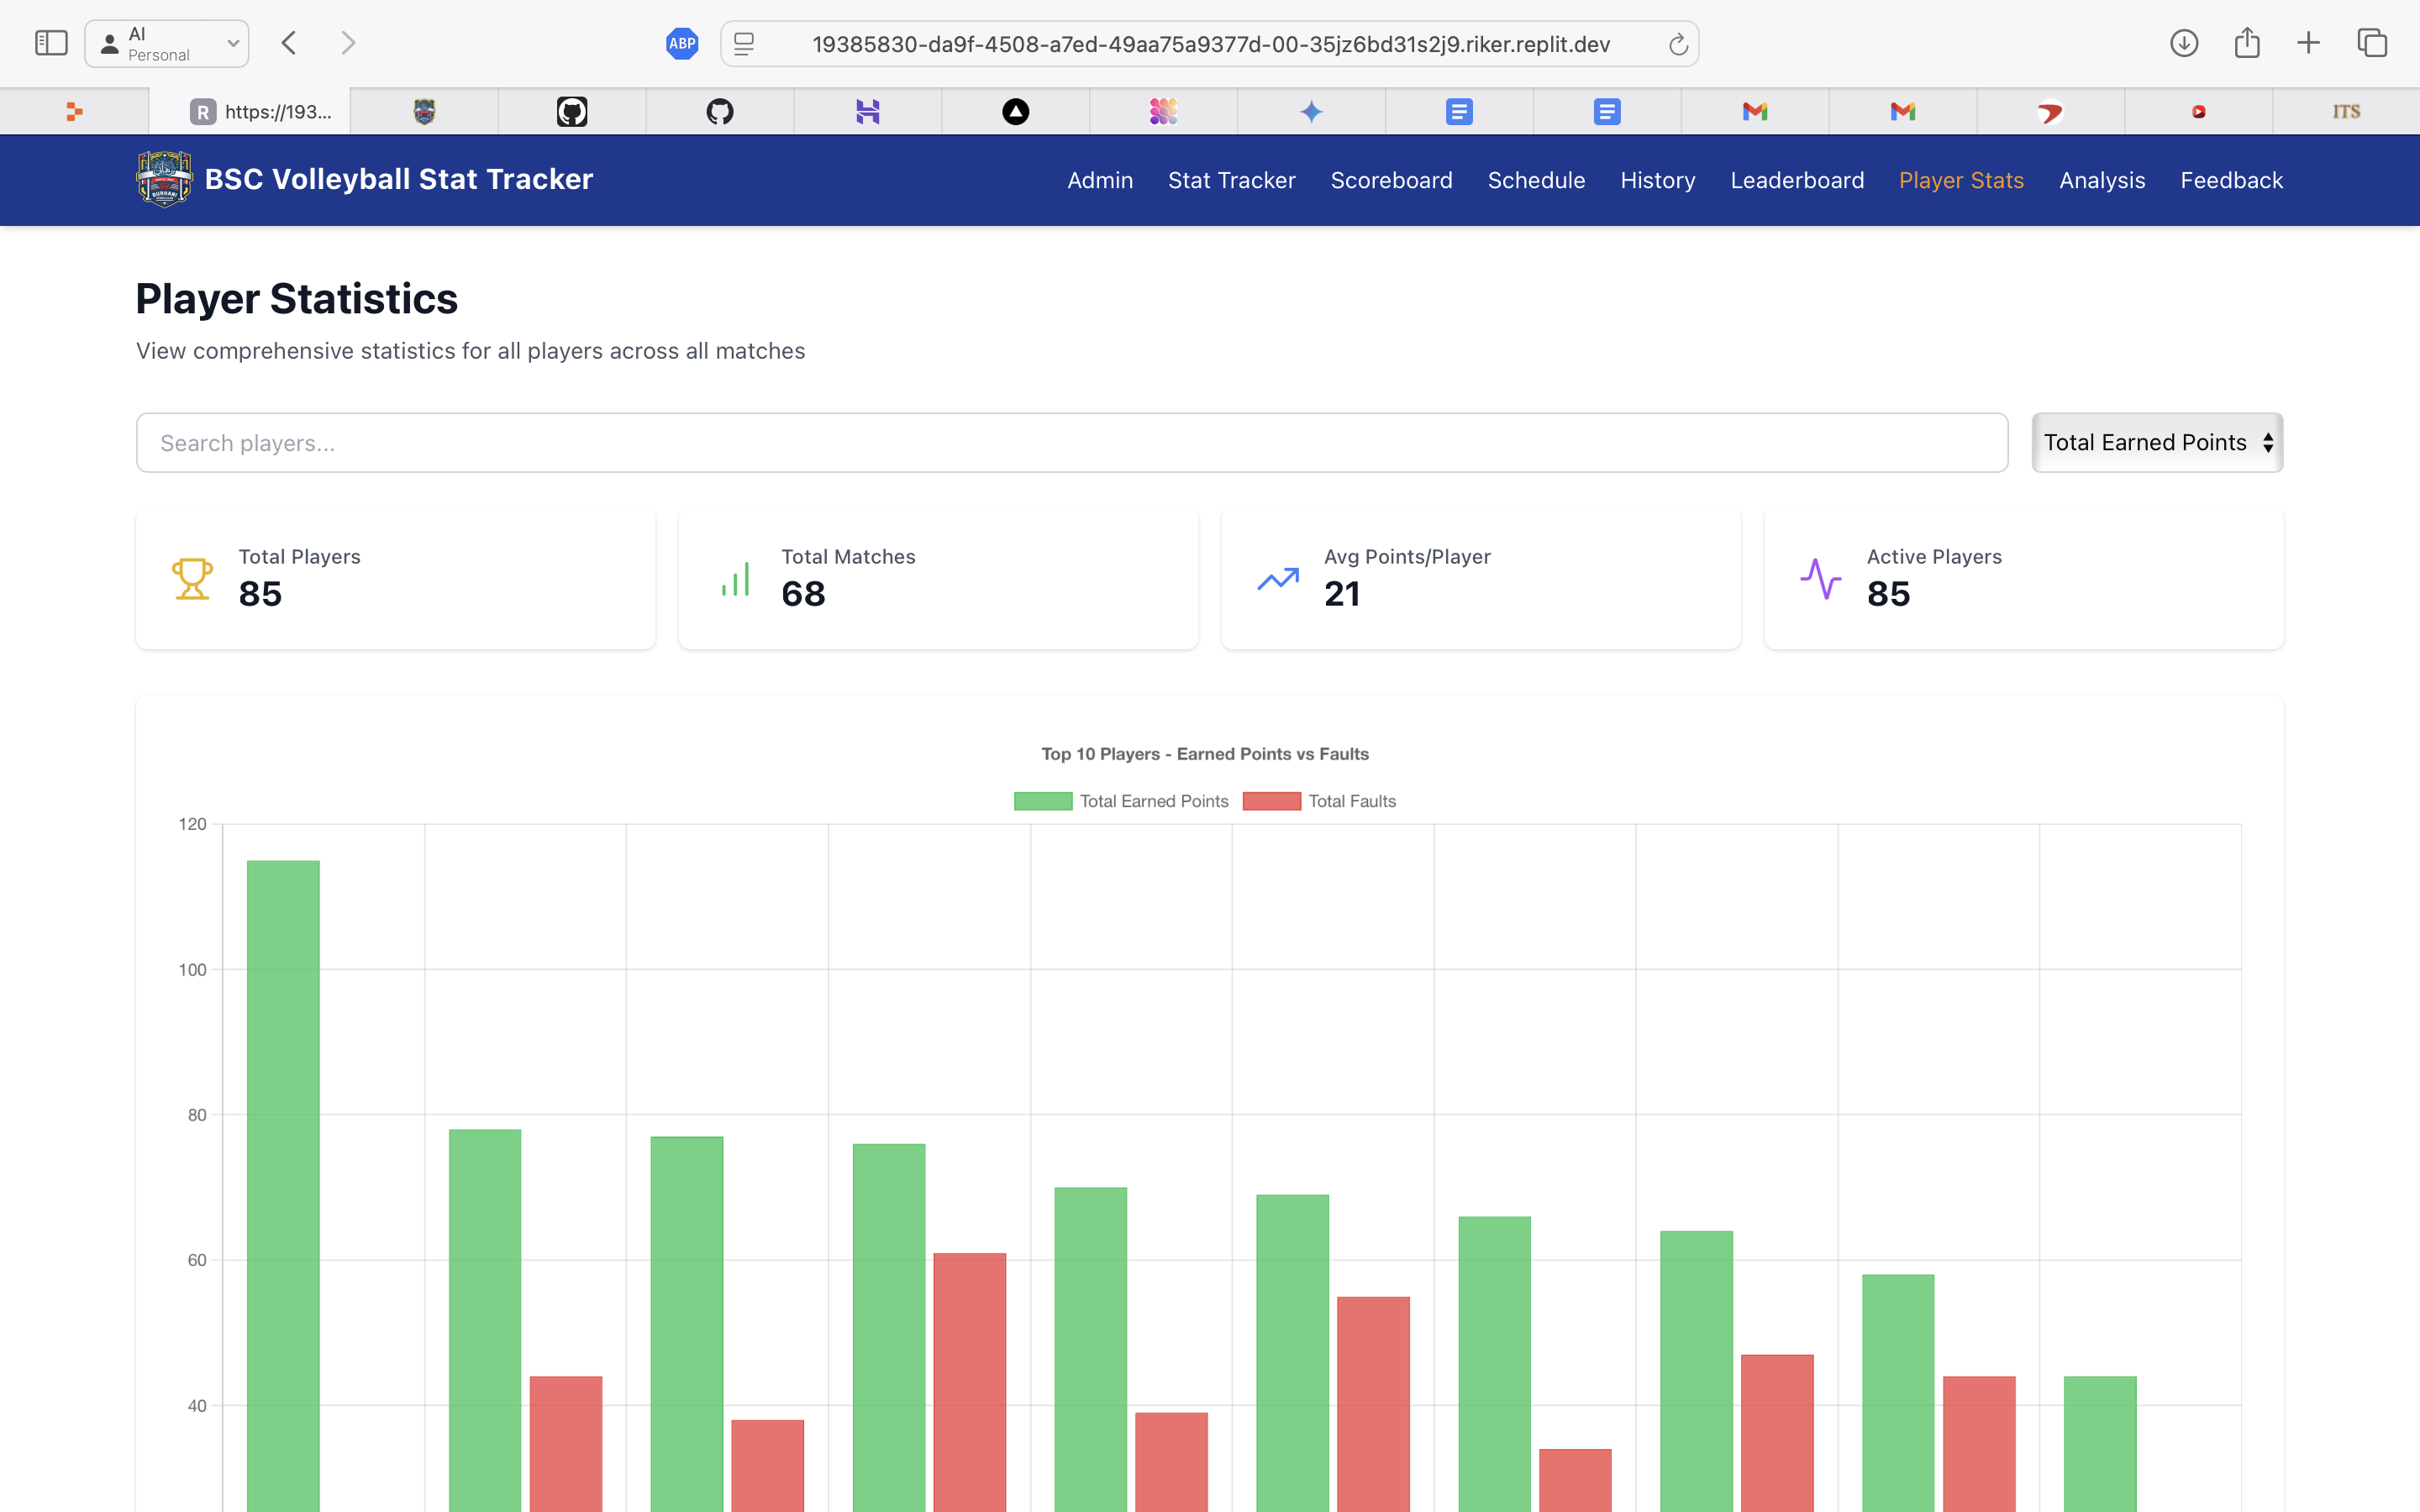 AI
Personal
ABP
19385830-da9f-4508-a7ed-49aa75a9377d-00-35jz6bd31s2j9.riker.replit.dev
R https://193...
ITS
BSC Volleyball Stat Tracker
Admin Stat Tracker Scoreboard Schedule History Leaderboard Player Stats Analysis Feedback
Player Statistics
View comprehensive statistics for all players across all matches
Search players...
Total Earned Points
Total Players
85
Total Matches
68
Avg Points/Player
21
Active Players
85
Top 10 Players - Earned Points vs Faults
Total Earned Points Total Faults
120
100
80
60
40